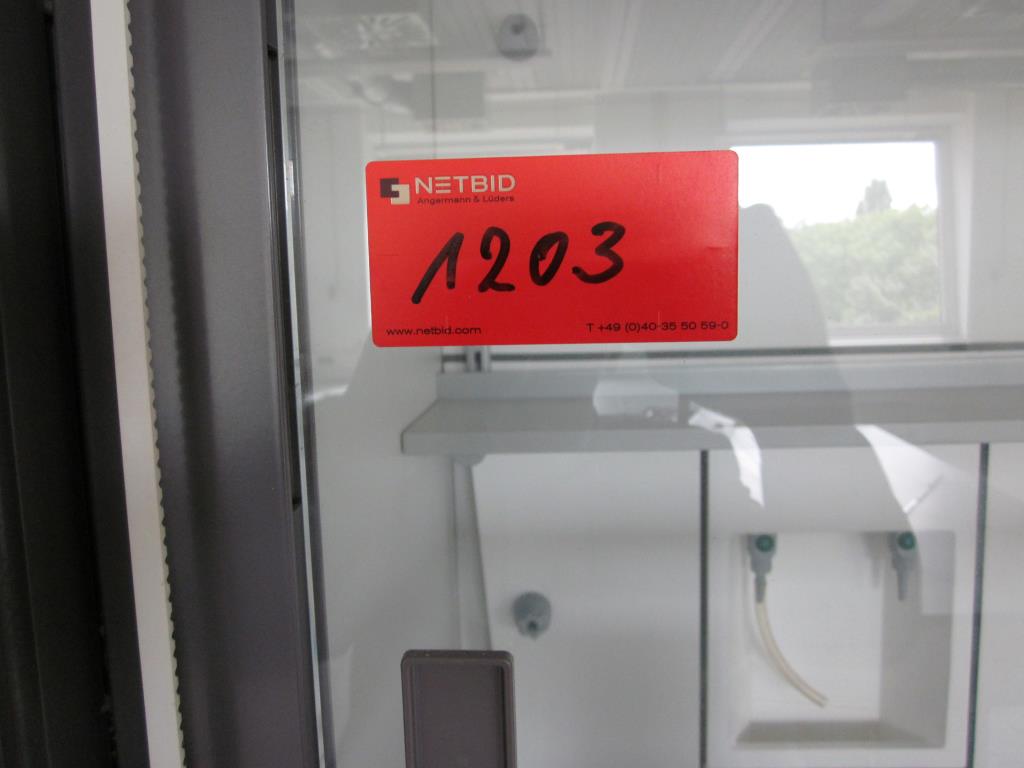 NETBID
Angermann & Lüders
1203
www.netbid.com T +49 (0)40-35 50 59-0